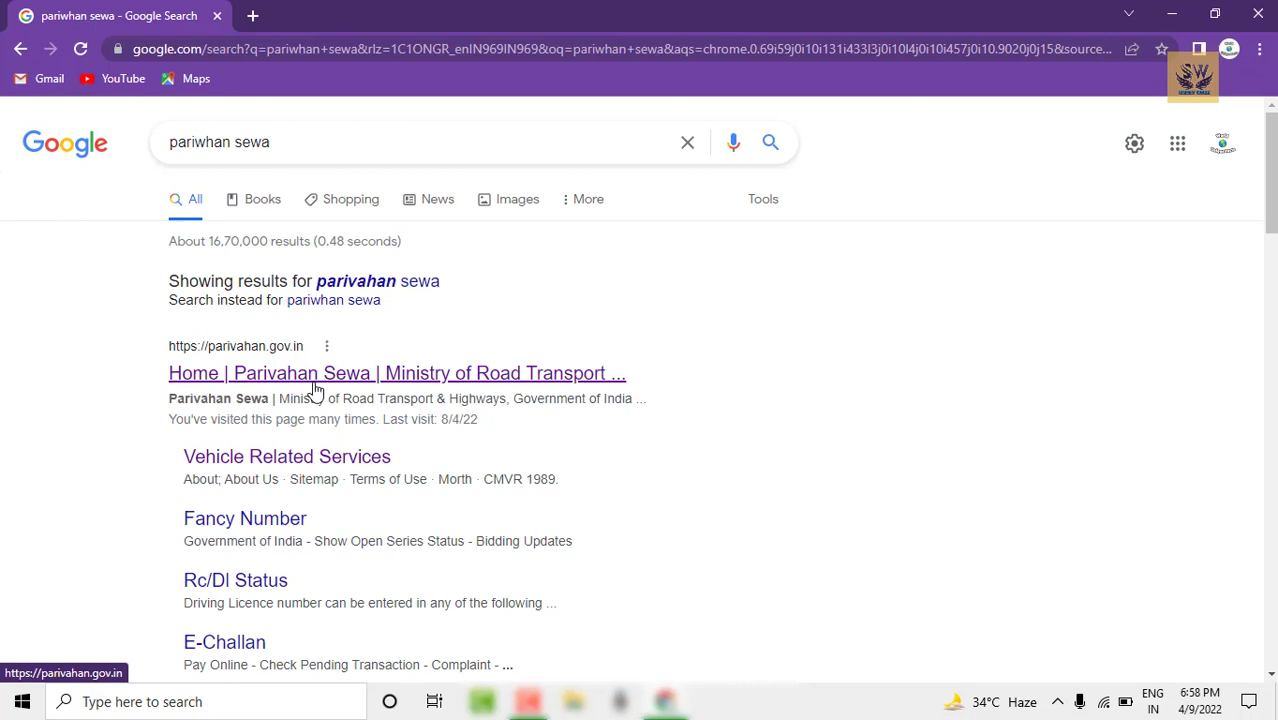 pariwhan sewa - Google Search
google.com/search?q=pariwhan+sewa&rlz=1C1ONGR_enIN969IN969&oq=pariwhan+sewa&aqs=chrome.0.69i59j0i10i131i433l3j0i10l4j0i10i457j0i10.9020j0j15&source...
Gmail YouTube Maps
SW
Google pariwhan sewa
All Books Shopping News Images More Tools
About 16,70,000 results (0.48 seconds)
Showing results for parivahan sewa
Search instead for pariwhan sewa
https://parivahan.gov.in
Home | Parivahan Sewa | Ministry of Road Transport ...
Parivahan Sewa | Ministry of Road Transport & Highways, Government of India ...
You've visited this page many times. Last visit: 8/4/22
Vehicle Related Services
About; About Us · Sitemap · Terms of Use · Morth · CMVR 1989.
Fancy Number
Government of India - Show Open Series Status - Bidding Updates
Rc/Dl Status
Driving Licence number can be entered in any of the following ...
E-Challan
Pay Online - Check Pending Transaction - Complaint - ...
https://parivahan.gov.in
Type here to search
34°C Haze
ENG
IN
6:58 PM
4/9/2022